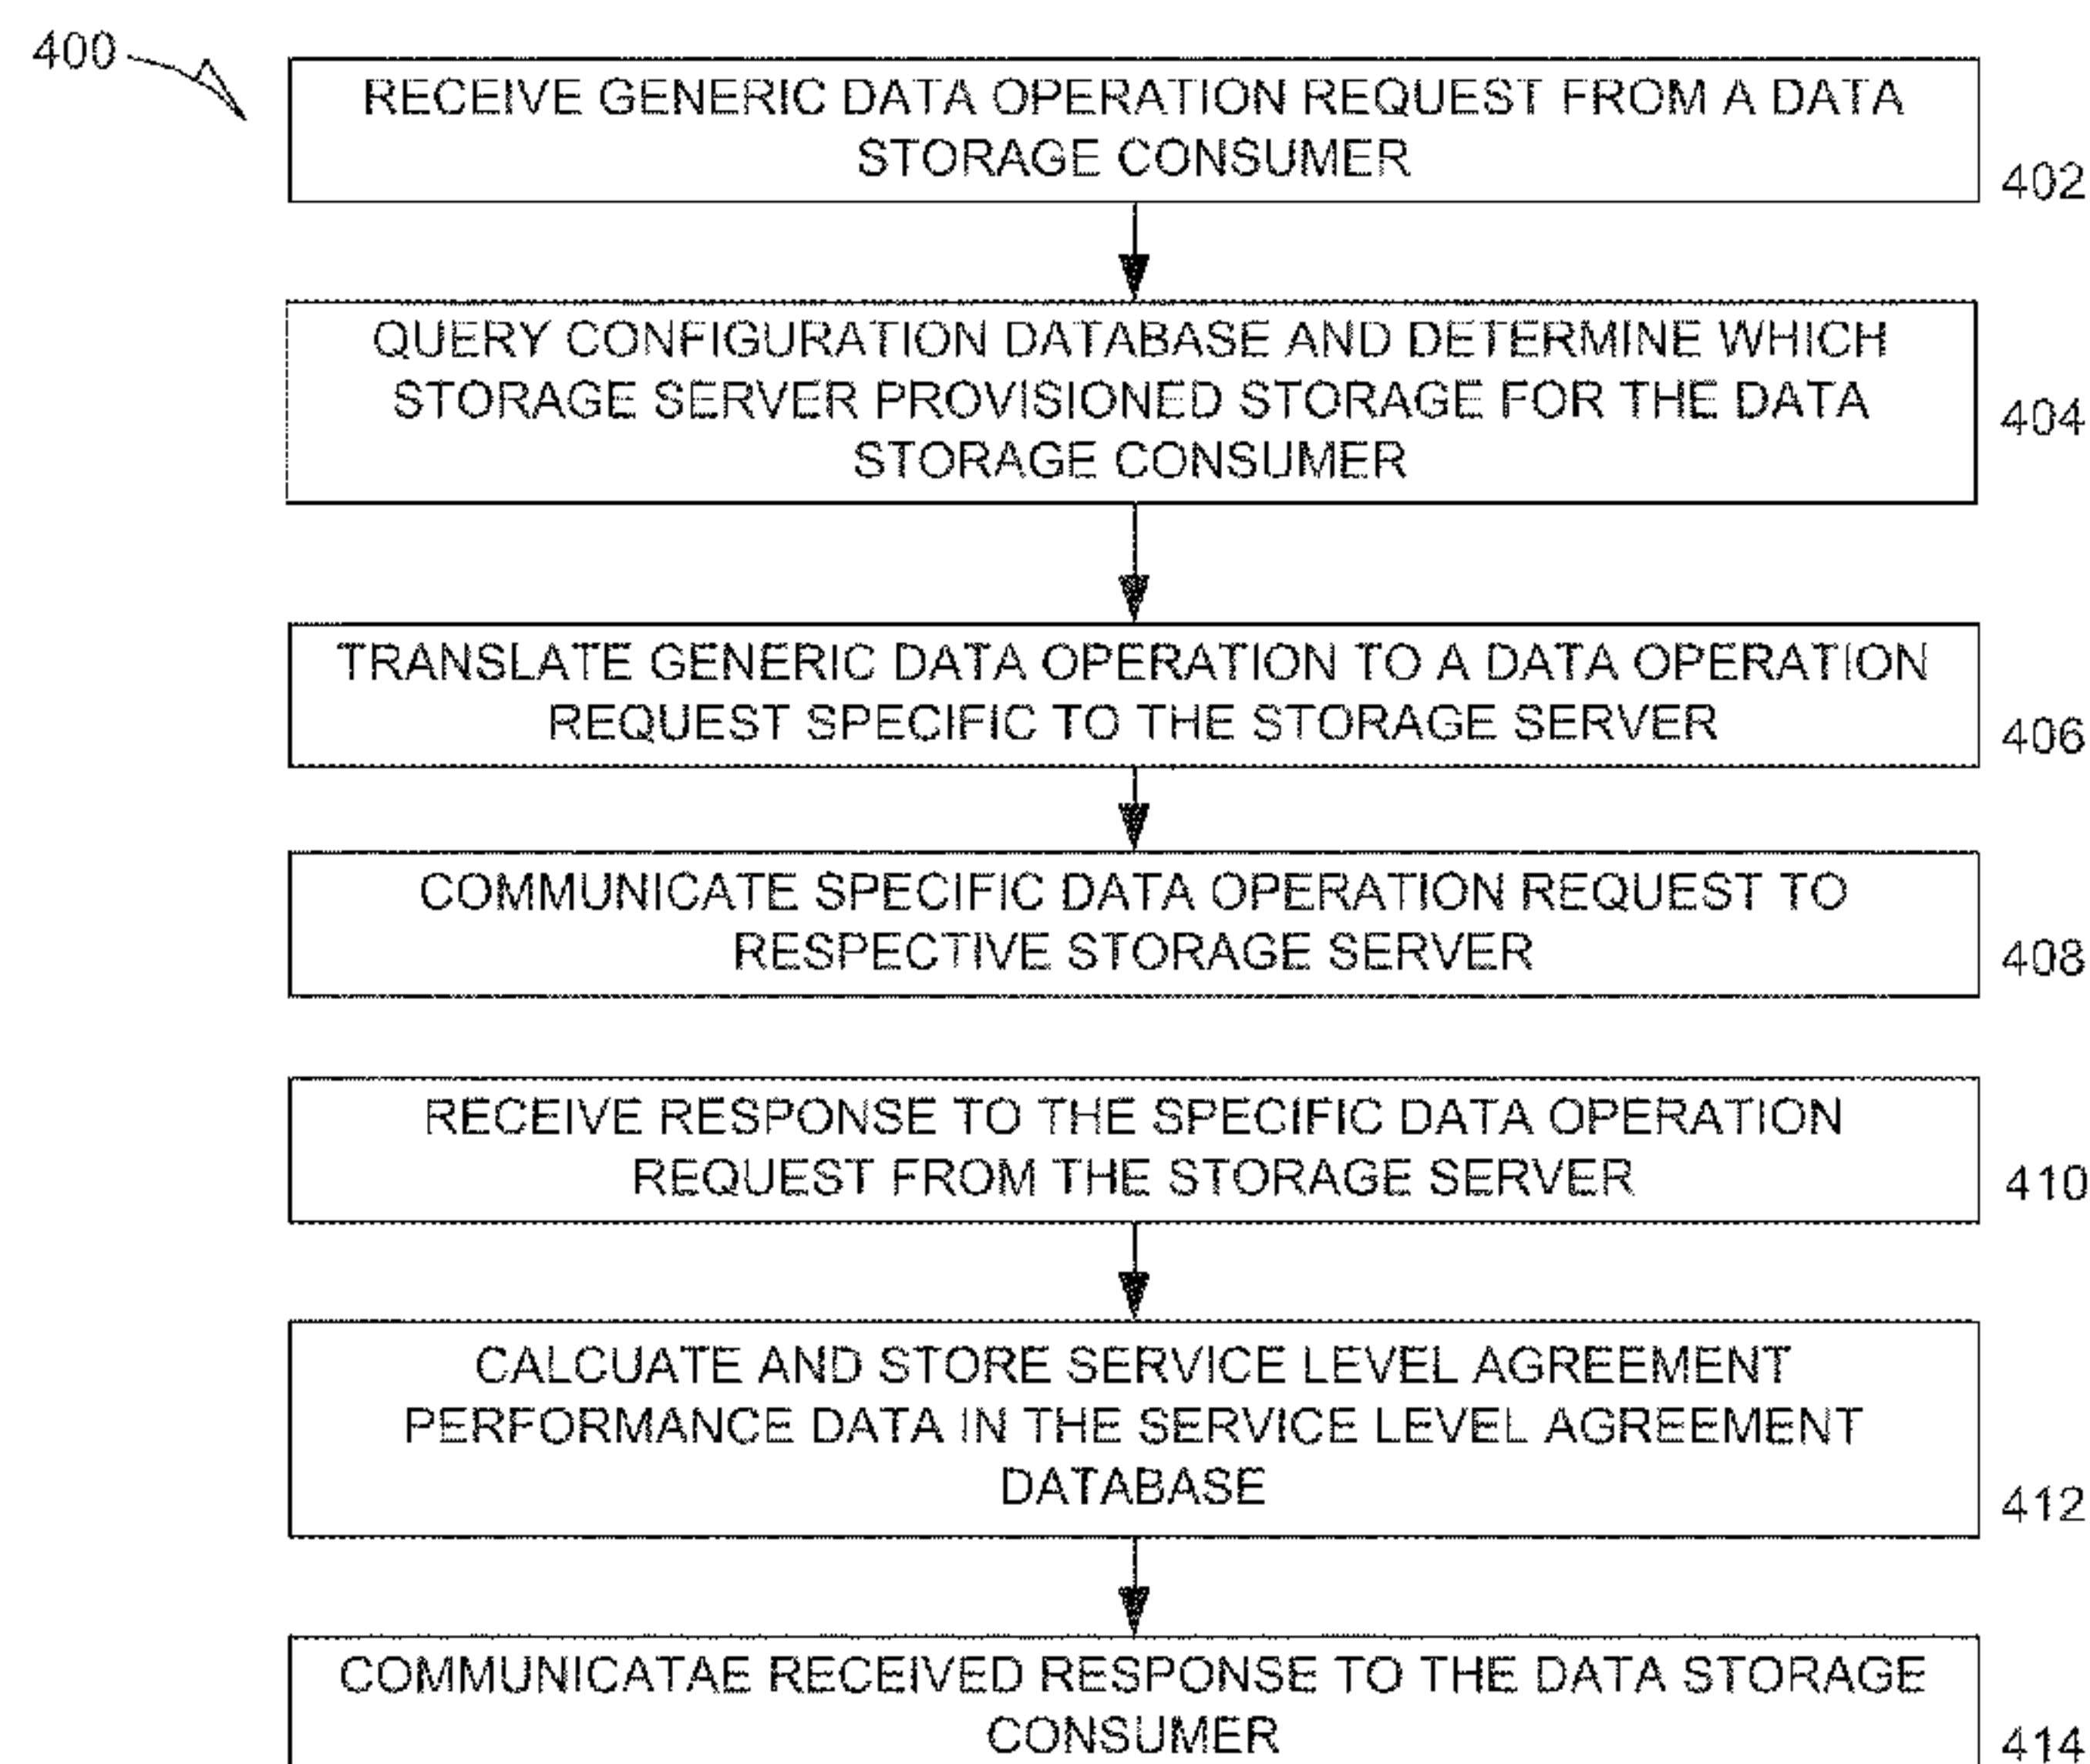 400
RECEIVE GENERIC DATA OPERATION REQUEST FROM A DATA
STORAGE CONSUMER
402
QUERY CONFIGURATION DATABASE AND DETERMINE WHICH
STORAGE SERVER PROVISIONED STORAGE FOR THE DATA
STORAGE CONSUMER
404
TRANSLATE GENERIC DATA OPERATION TO A DATA OPERATION
REQUEST SPECIFIC TO THE STORAGE SERVER
406
COMMUNICATE SPECIFIC DATA OPERATION REQUEST TO
RESPECTIVE STORAGE SERVER
408
RECEIVE RESPONSE TO THE SPECIFIC DATA OPERATION
REQUEST FROM THE STORAGE SERVER
410
CALCUATE AND STORE SERVICE LEVEL AGREEMENT
PERFORMANCE DATA IN THE SERVICE LEVEL AGREEMENT
DATABASE
412
COMMUNICATAE RECEIVED RESPONSE TO THE DATA STORAGE
CONSUMER
414